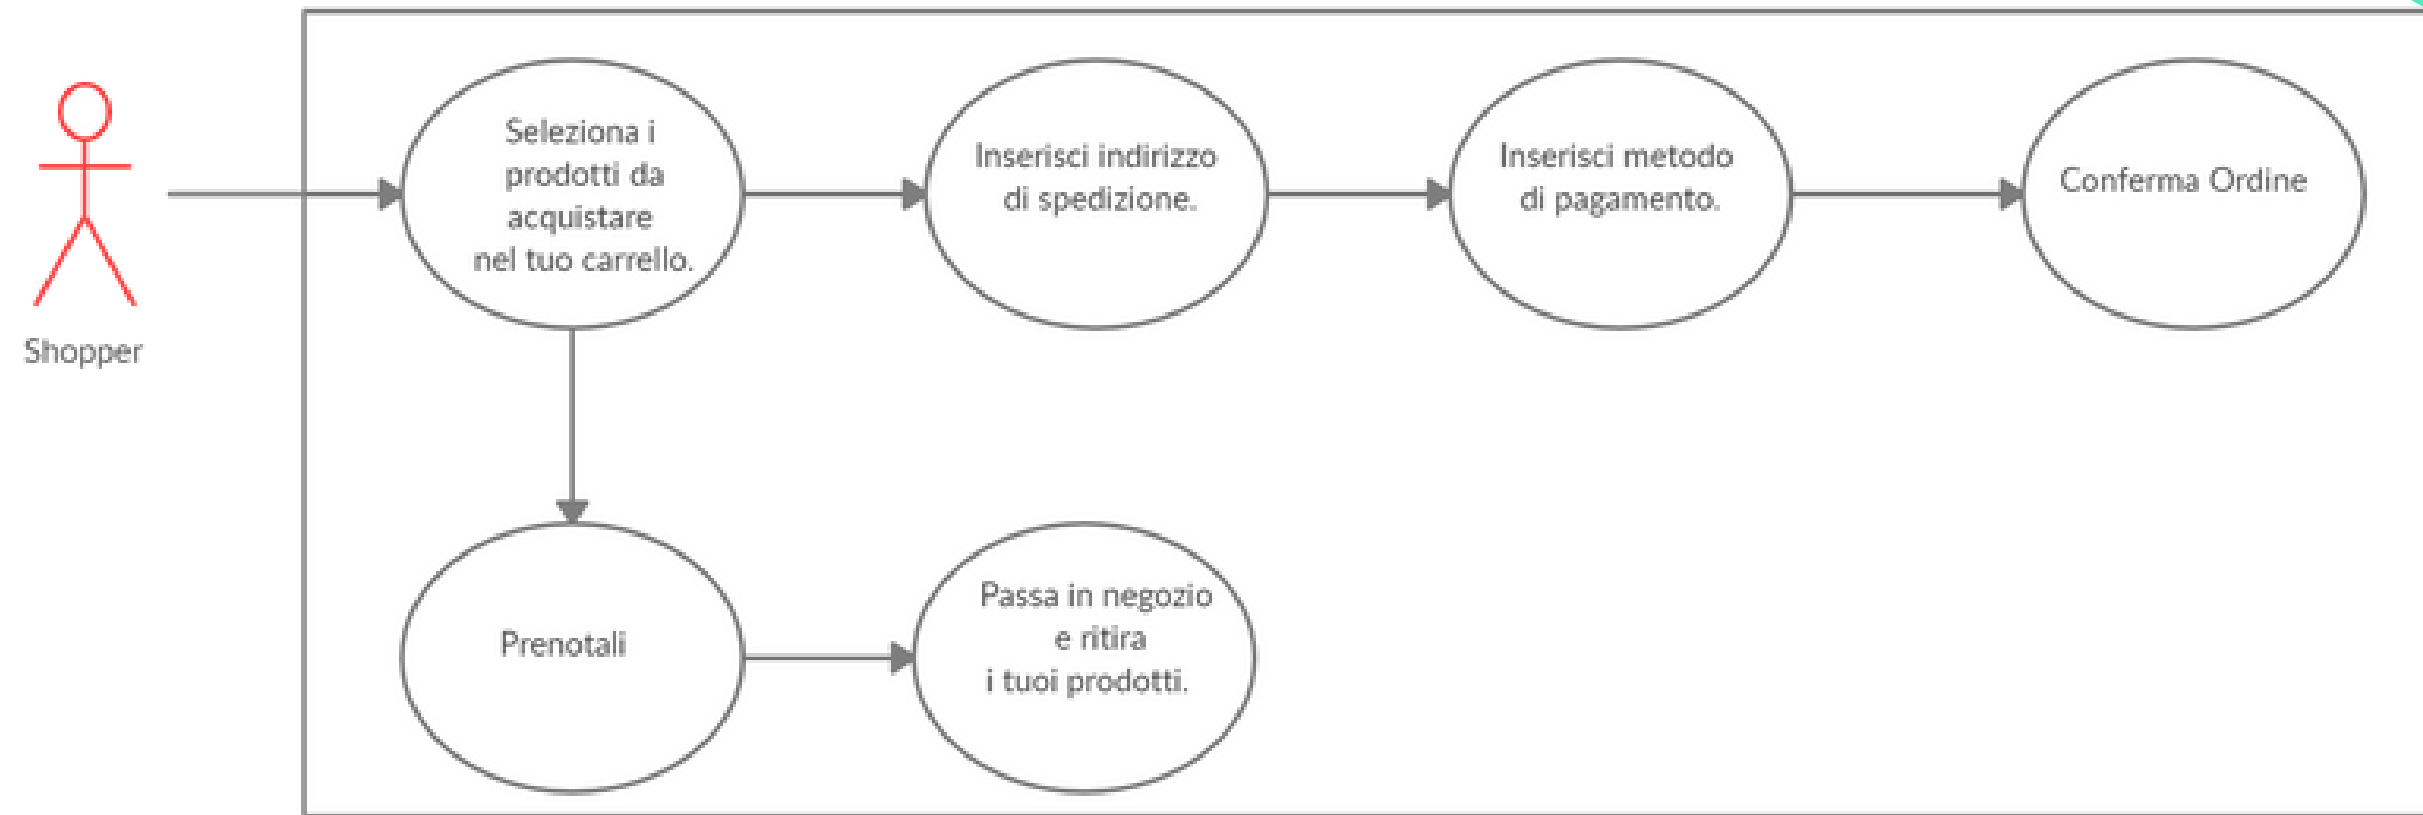 Seleziona i
prodotti da
acquistare
nel tuo carrello.
Inserisci indirizzo
di spedizione.
Inserisci metodo
di pagamento.
Conferma Ordine
Shopper
Prenotali
Passa in negozio
e ritira
i tuoi prodotti.